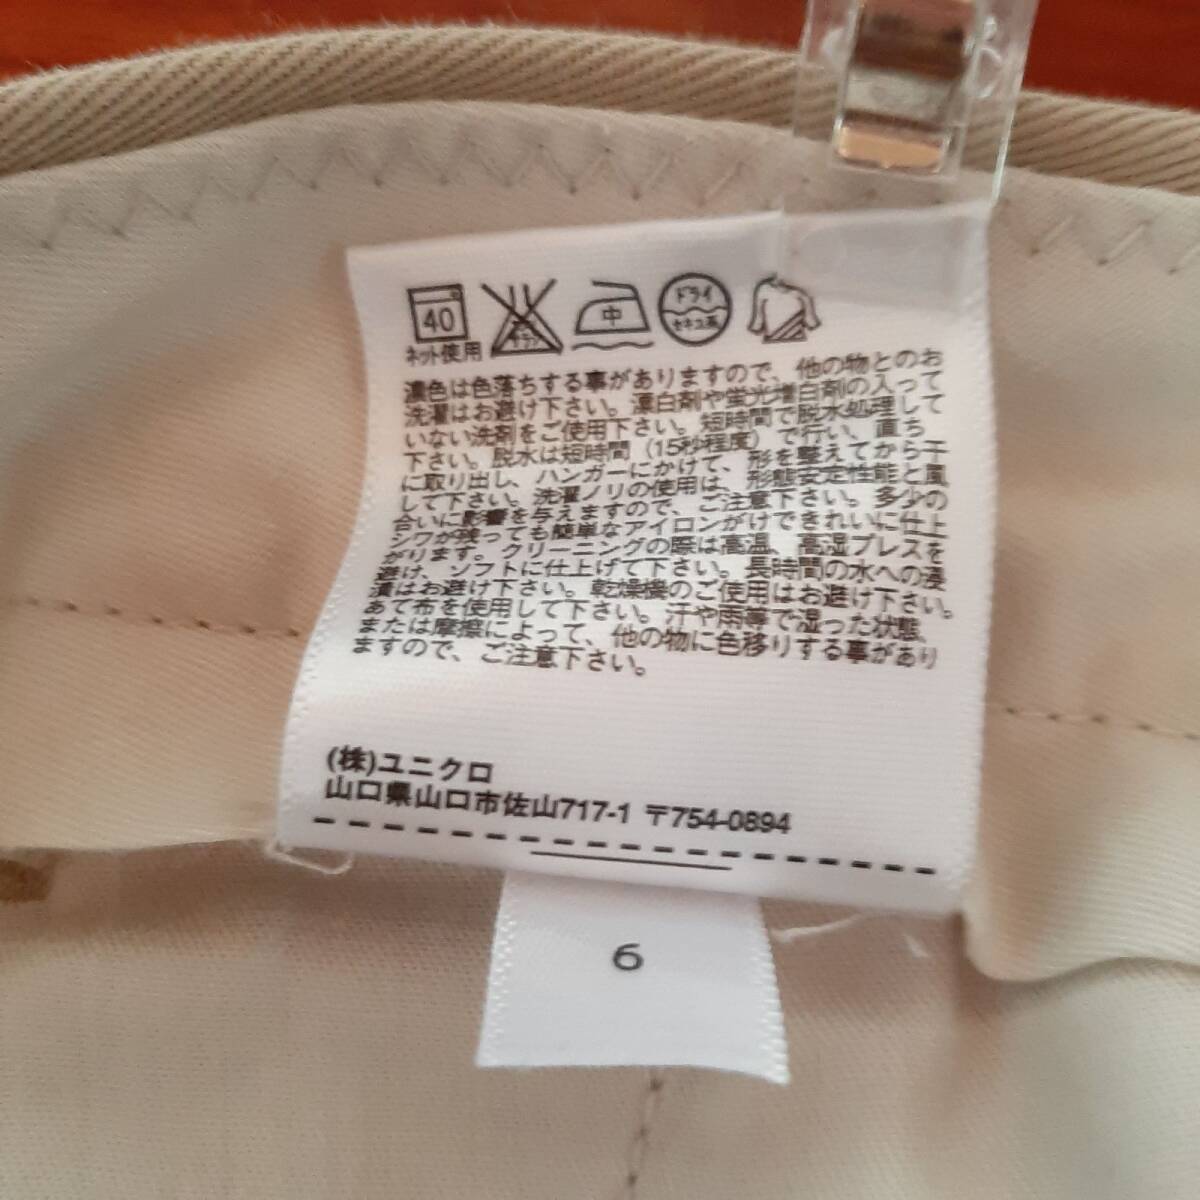 40 中 ドライ
ネット使用 エンソサラシ セキユ系
濃色は色落ちする事がありますので、他の物とのお
洗濯はお避け下さい。漂白剤や蛍光増白剤の入って
いない洗剤をご使用下さい。短時間で脱水処理して
下さい。脱水は短時間（15秒程度）で行い、直ち
に取り出し、ハンガーにかけて、形を整えてから干
して下さい。洗濯ノリの使用は、形態安定性能と風
合いに影響を与えますので、ご注意下さい。多少の
シワが残っても簡単なアイロンがけできれいに仕上
がります。クリーニングの際は高温、高湿プレスを
避け、ソフトに仕上げて下さい。長時間の水への浸
漬はお避け下さい。乾燥機のご使用はお避け下さい。
あて布を使用して下さい。汗や雨等で湿った状態、
または摩擦によって、他の物に色移りする事があり
ますので、ご注意下さい。
(株)ユニクロ
山口県山口市佐山717-1 〒754-0894
6